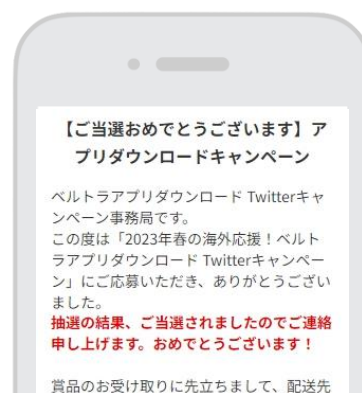 【ご当選おめでとうございます】ア
プリダウンロードキャンペーン
ベルトラアプリダウンロード Twitterキャ
ンペーン事務局です。
この度は「2023年春の海外応援！ベルト
ラアプリダウンロード Twitterキャンペー
ン」にご応募いただき、ありがとうござい
ました。
抽選の結果、ご当選されましたのでご連絡
申し上げます。おめでとうございます！
賞品のお受け取りに先立ちまして、配送先